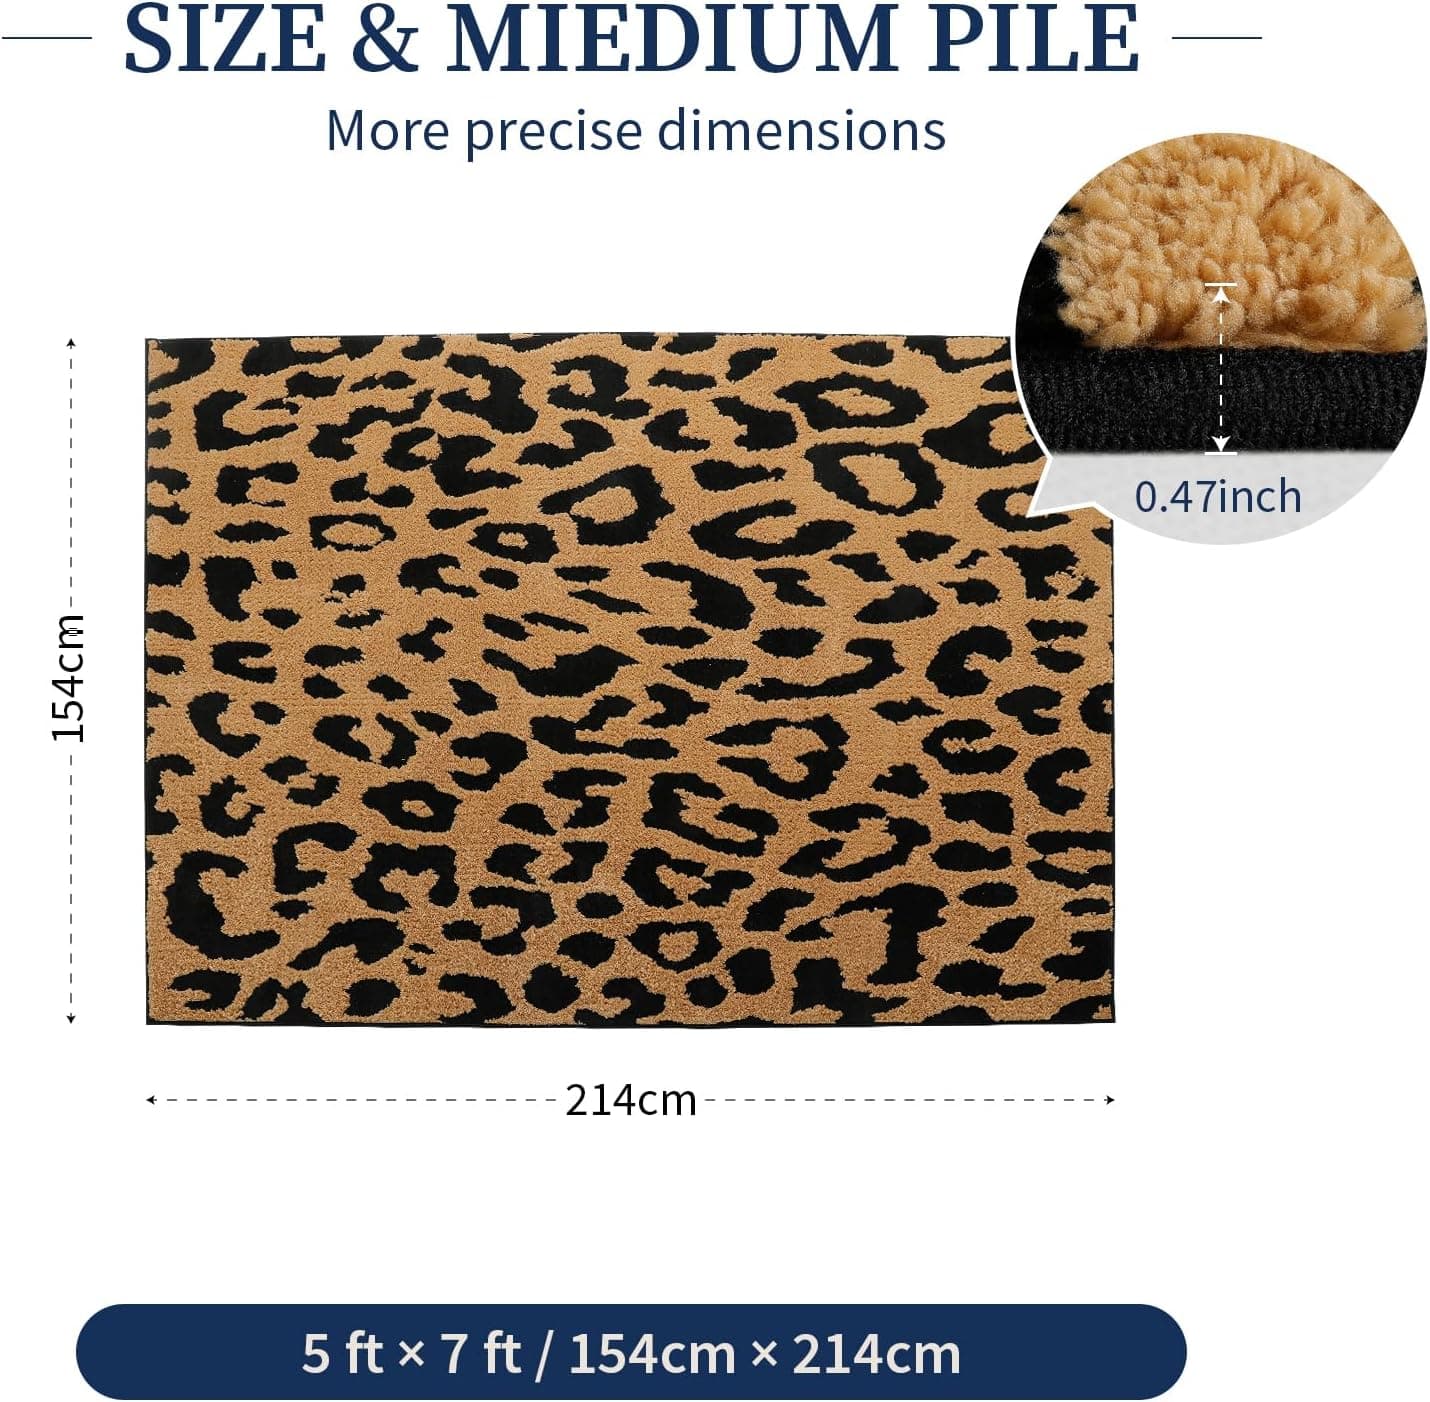 SIZE & MIEDIUM PILE
More precise dimensions
0.47inch
154cm
214cm
5 ft × 7 ft / 154cm × 214cm